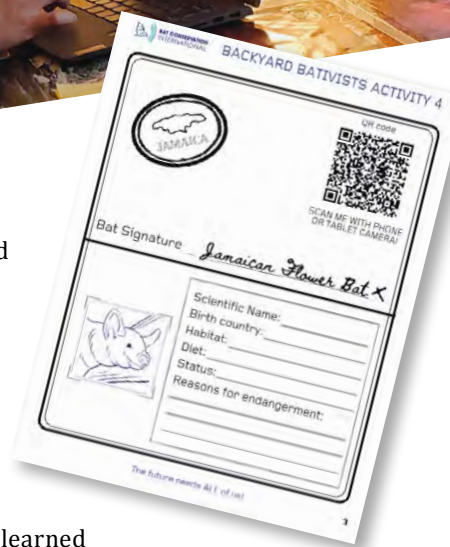 BAT CONSERVATION
INTERNATIONAL
BACKYARD BATIVISTS ACTIVITY 4
QR code
JAMAICA
SCAN ME WITH PHONE
OR TABLET CAMERA!
Bat Signature Jamaican Flower Bat X
Scientific Name:
Birth country:
Habitat:
Diet:
Status:
Reasons for endangerment:
The future needs ALL of us!
3
d
learned